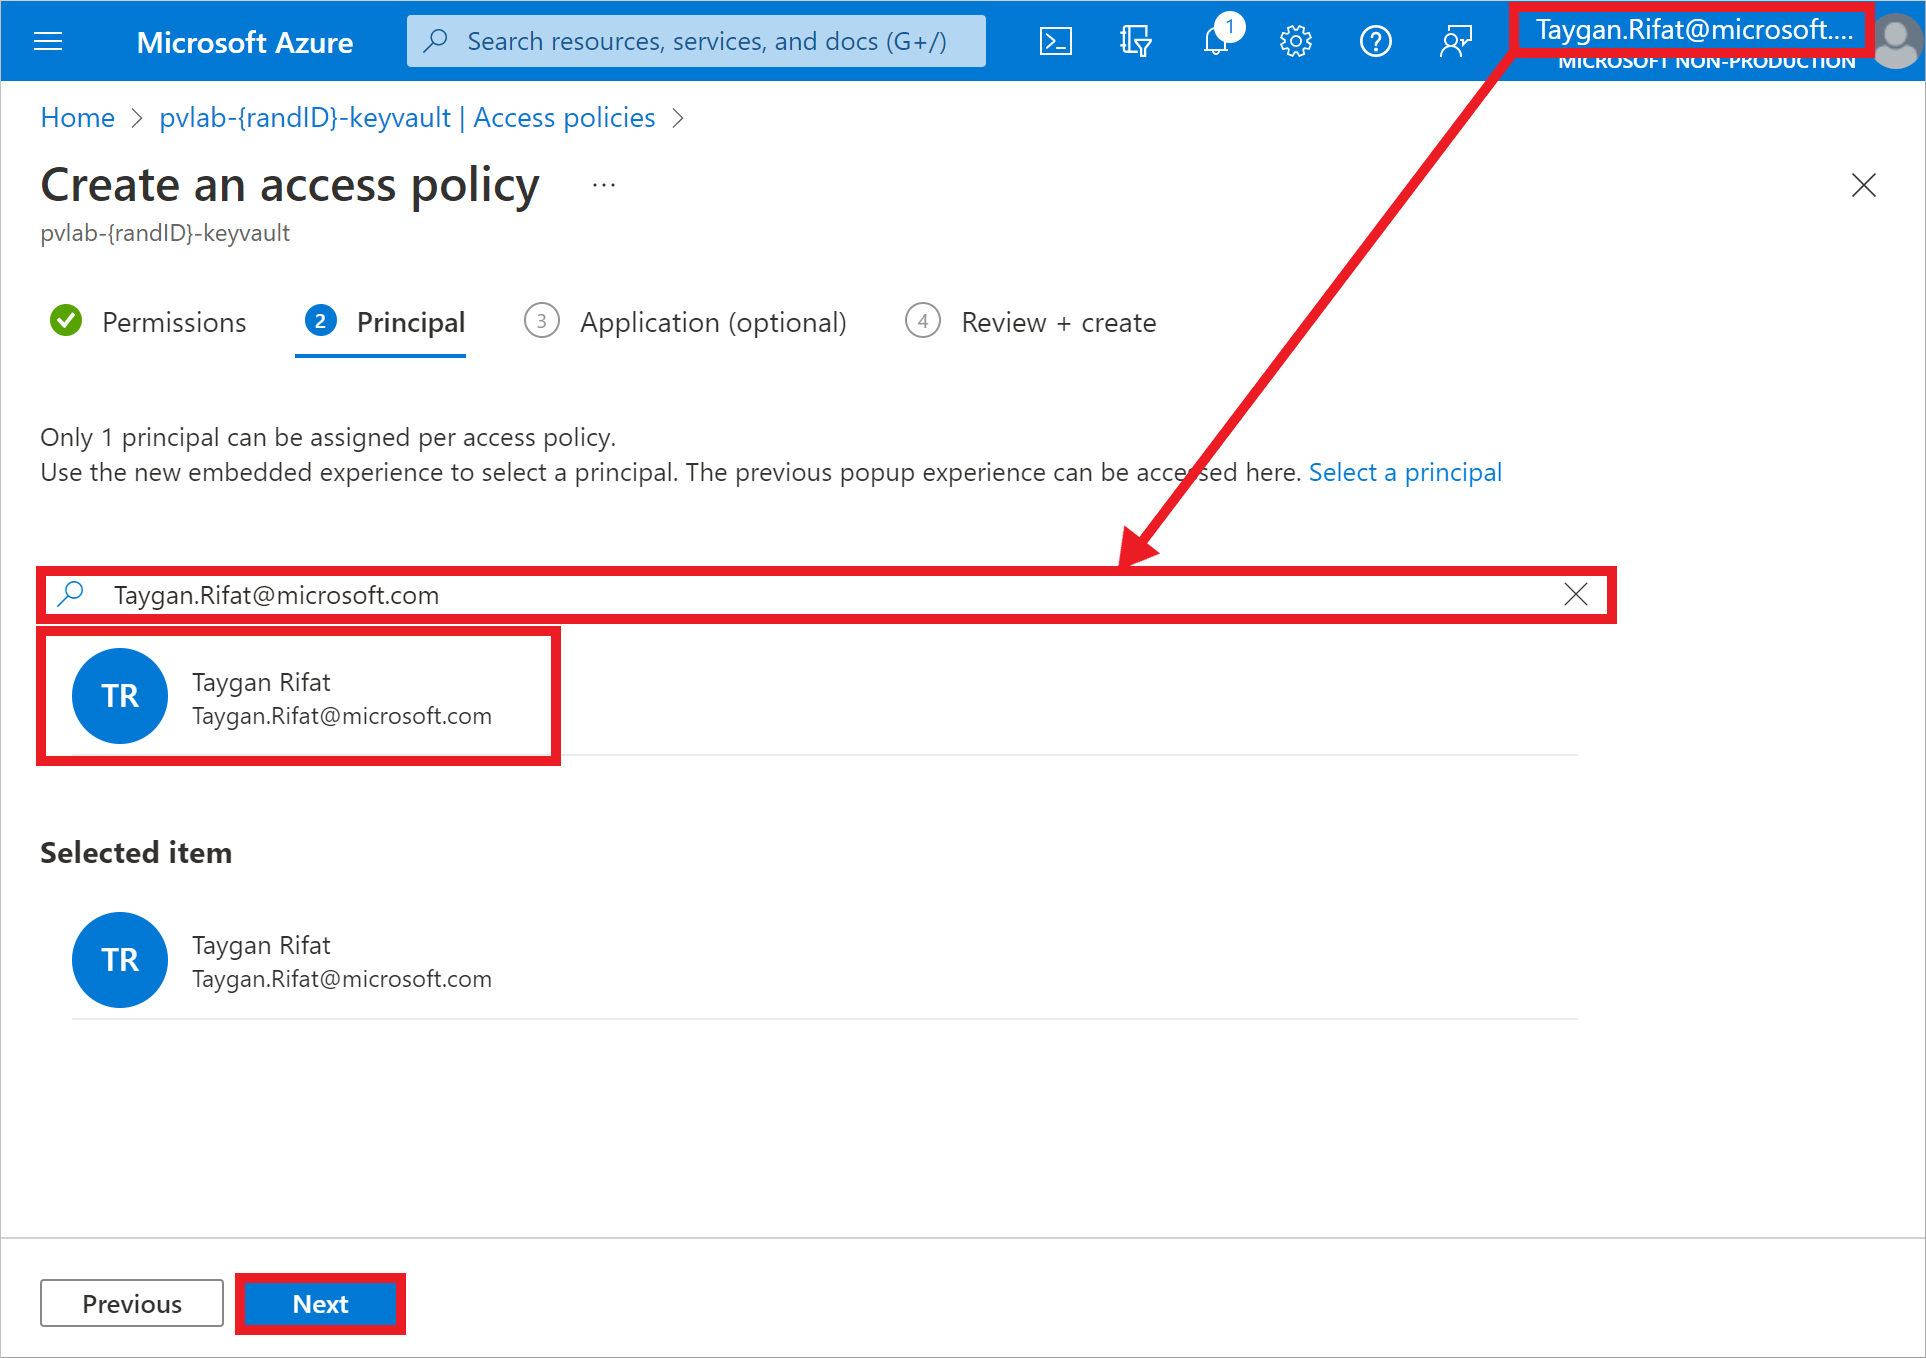 Microsoft Azure
Search resources, services, and docs (G+/)
1
Taygan.Rifat@microsoft....
MICROSOFT NON-PRODUCTION
Home > pvlab-{randID}-keyvault | Access policies >
Create an access policy ...
pvlab-{randID}-keyvault
Permissions
2 Principal
3 Application (optional)
4 Review + create
Only 1 principal can be assigned per access policy.
Use the new embedded experience to select a principal. The previous popup experience can be accessed here. Select a principal
Taygan.Rifat@microsoft.com
TR
Taygan Rifat
Taygan.Rifat@microsoft.com
Selected item
TR
Taygan Rifat
Taygan.Rifat@microsoft.com
Previous
Next